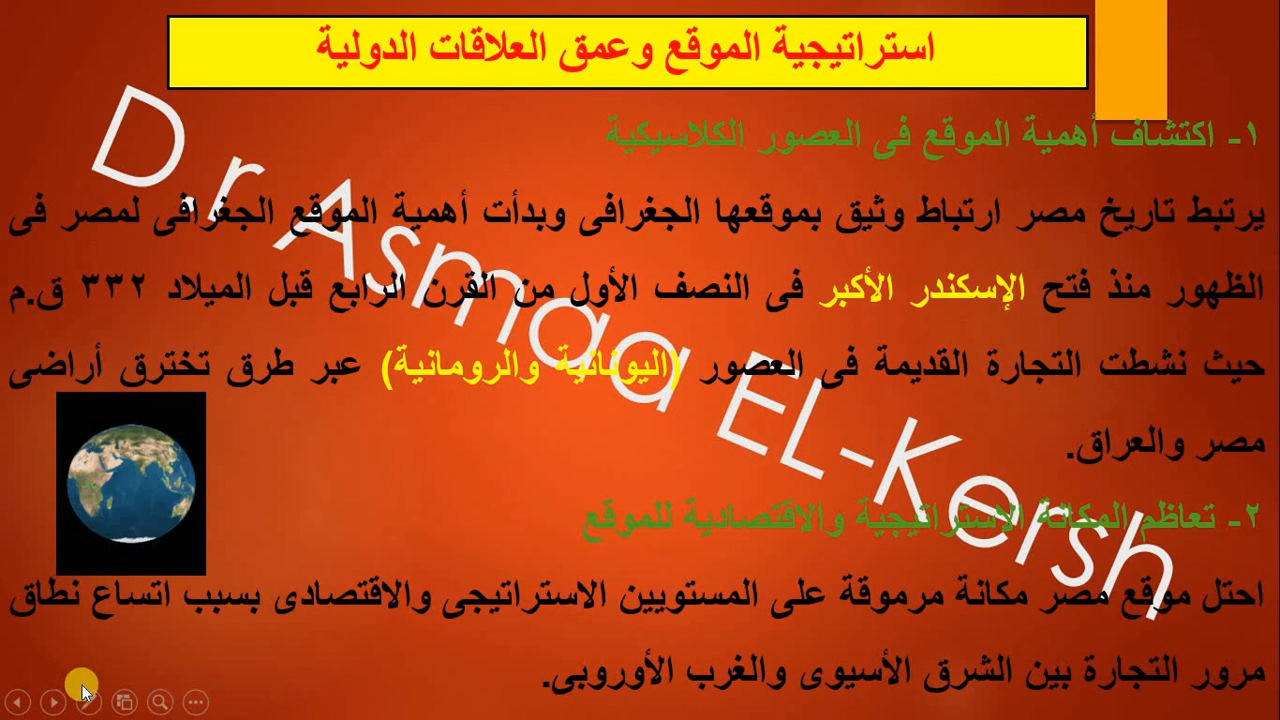 استراتيجية الموقع وعمق العلاقات الدولية
١- اكتشاف أهمية الموقع فى العصور الكلاسيكية
يرتبط تاريخ مصر ارتباط وثيق بموقعها الجغرافى وبدأت أهمية الموقع الجغرافى لمصر فى
الظهور منذ فتح الإسكندر الأكبر فى النصف الأول من القرن الرابع قبل الميلاد ٣٣٢ ق.م
حيث نشطت التجارة القديمة فى العصور (اليونانية والرومانية) عبر طرق تخترق أراضى
مصر والعراق.
٢- تعاظم المكانة الاستراتيجية والاقتصادية للموقع
احتل موقع مصر مكانة مرموقة على المستويين الاستراتيجى والاقتصادى بسبب اتساع نطاق
مرور التجارة بين الشرق الأسيوى والغرب الأوروبى.
D.r Asmaa EL-Kersh